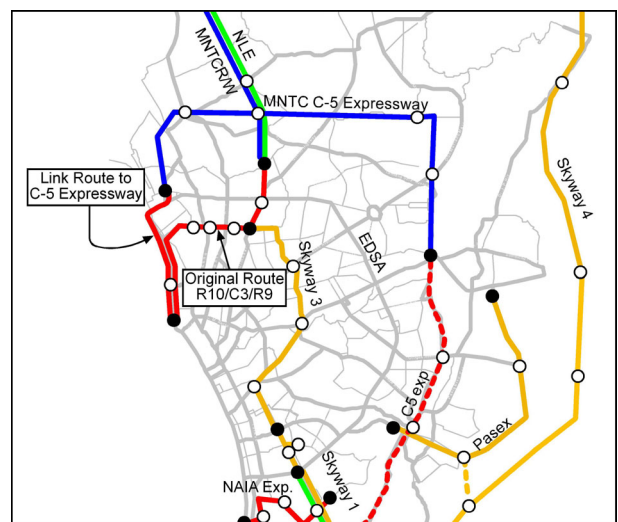 NLE
MNTCR/W
MNTC C-5 Expressway
Link Route to
C-5 Expressway
Skyway 4
EDSA
Original Route
R10/C3/R9
Skyway 3
C5 exp
Pasex
NAIA Exp.
Skyway 1